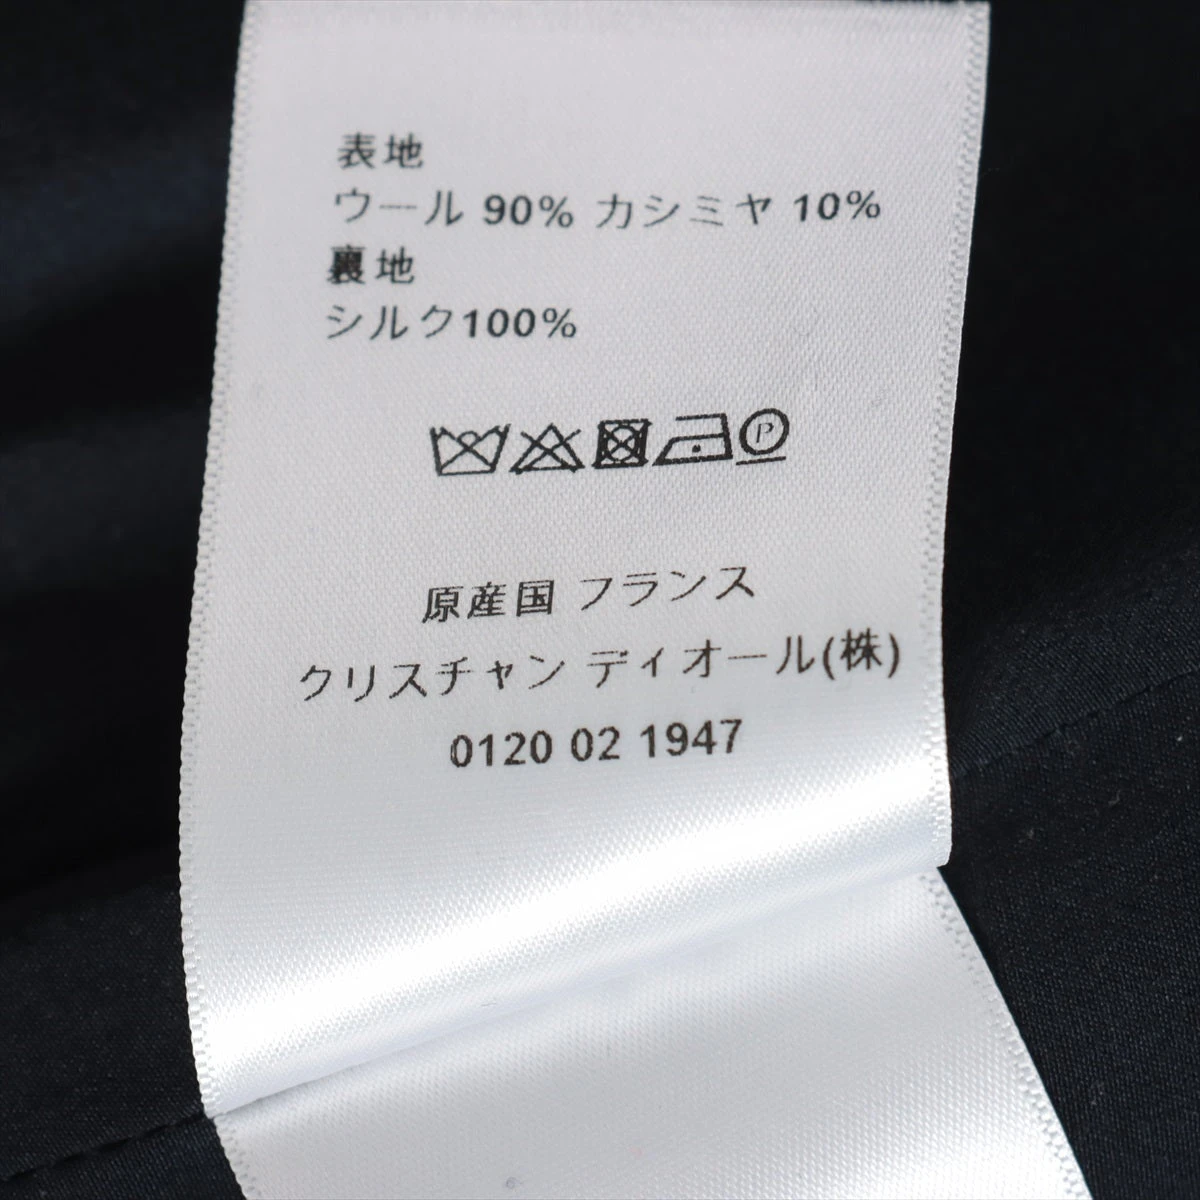 表地
ウール 90% カシミヤ 10%
裏地
シルク100%
P
原産国 フランス
クリスチャン ディオール(株)
0120 02 1947